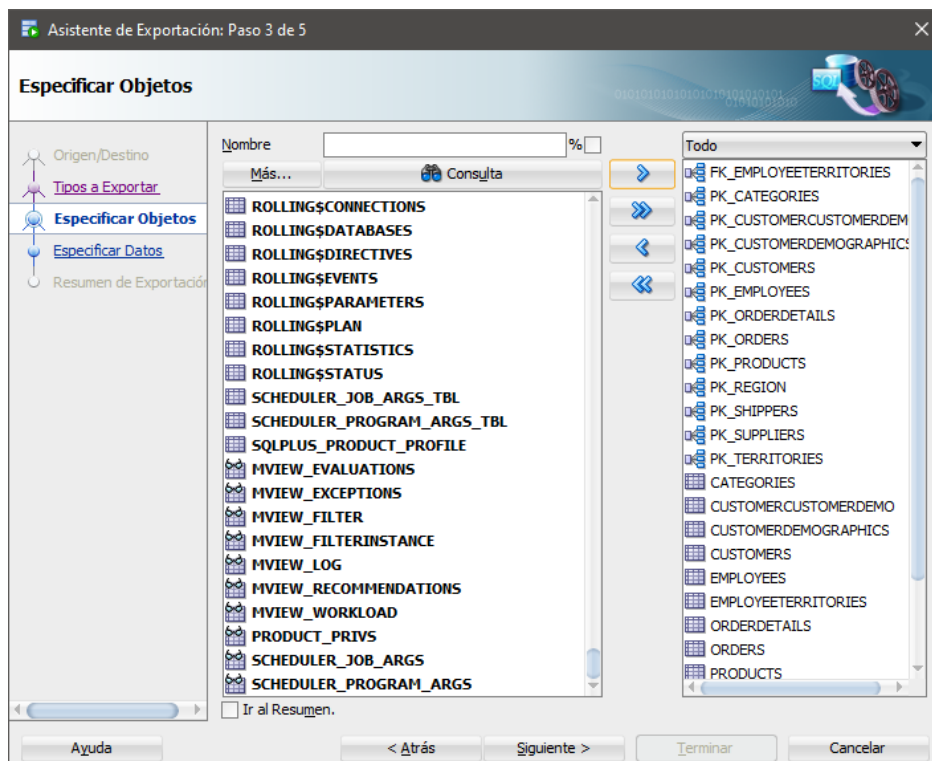 Asistente de Exportación: Paso 3 de 5
Especificar Objetos
SQL
Origen/Destino
Tipos a Exportar
Especificar Objetos
Especificar Datos
Resumen de Exportación
Nombre
%
Más...
Consulta
ROLLING$CONNECTIONS
ROLLING$DATABASES
ROLLING$DIRECTIVES
ROLLING$EVENTS
ROLLING$PARAMETERS
ROLLING$PLAN
ROLLING$STATISTICS
ROLLING$STATUS
SCHEDULER_JOB_ARGS_TBL
SCHEDULER_PROGRAM_ARGS_TBL
SQLPLUS_PRODUCT_PROFILE
MVIEW_EVALUATIONS
MVIEW_EXCEPTIONS
MVIEW_FILTER
MVIEW_FILTERINSTANCE
MVIEW_LOG
MVIEW_RECOMMENDATIONS
MVIEW_WORKLOAD
PRODUCT_PRIVS
SCHEDULER_JOB_ARGS
SCHEDULER_PROGRAM_ARGS
Todo
FK_EMPLOYEETERRITORIES
PK_CATEGORIES
PK_CUSTOMERCUSTOMERDEM
PK_CUSTOMERDEMOGRAPHICS
PK_CUSTOMERS
PK_EMPLOYEES
PK_ORDERDETAILS
PK_ORDERS
PK_PRODUCTS
PK_REGION
PK_SHIPPERS
PK_SUPPLIERS
PK_TERRITORIES
CATEGORIES
CUSTOMERCUSTOMERDEMO
CUSTOMERDEMOGRAPHICS
CUSTOMERS
EMPLOYEES
EMPLOYEETERRITORIES
ORDERDETAILS
ORDERS
PRODUCTS
Ir al Resumen.
Ayuda
< Atrás
Siguiente >
Terminar
Cancelar